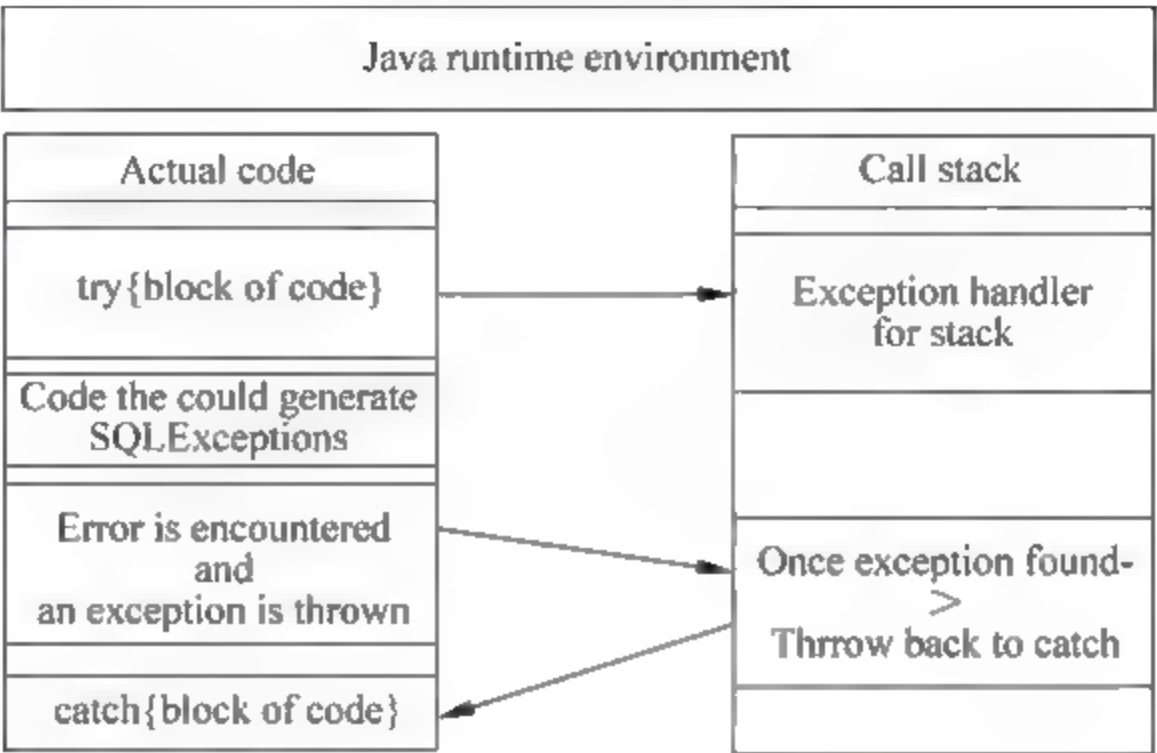 Java runtime environment
Actual code
try{block of code}
Code the could generate
SQLExceptions
Error is encountered
and
an exception is thrown
catch{block of code}
Call stack
Exception handler
for stack
Once exception found-
>
Thrrow back to catch